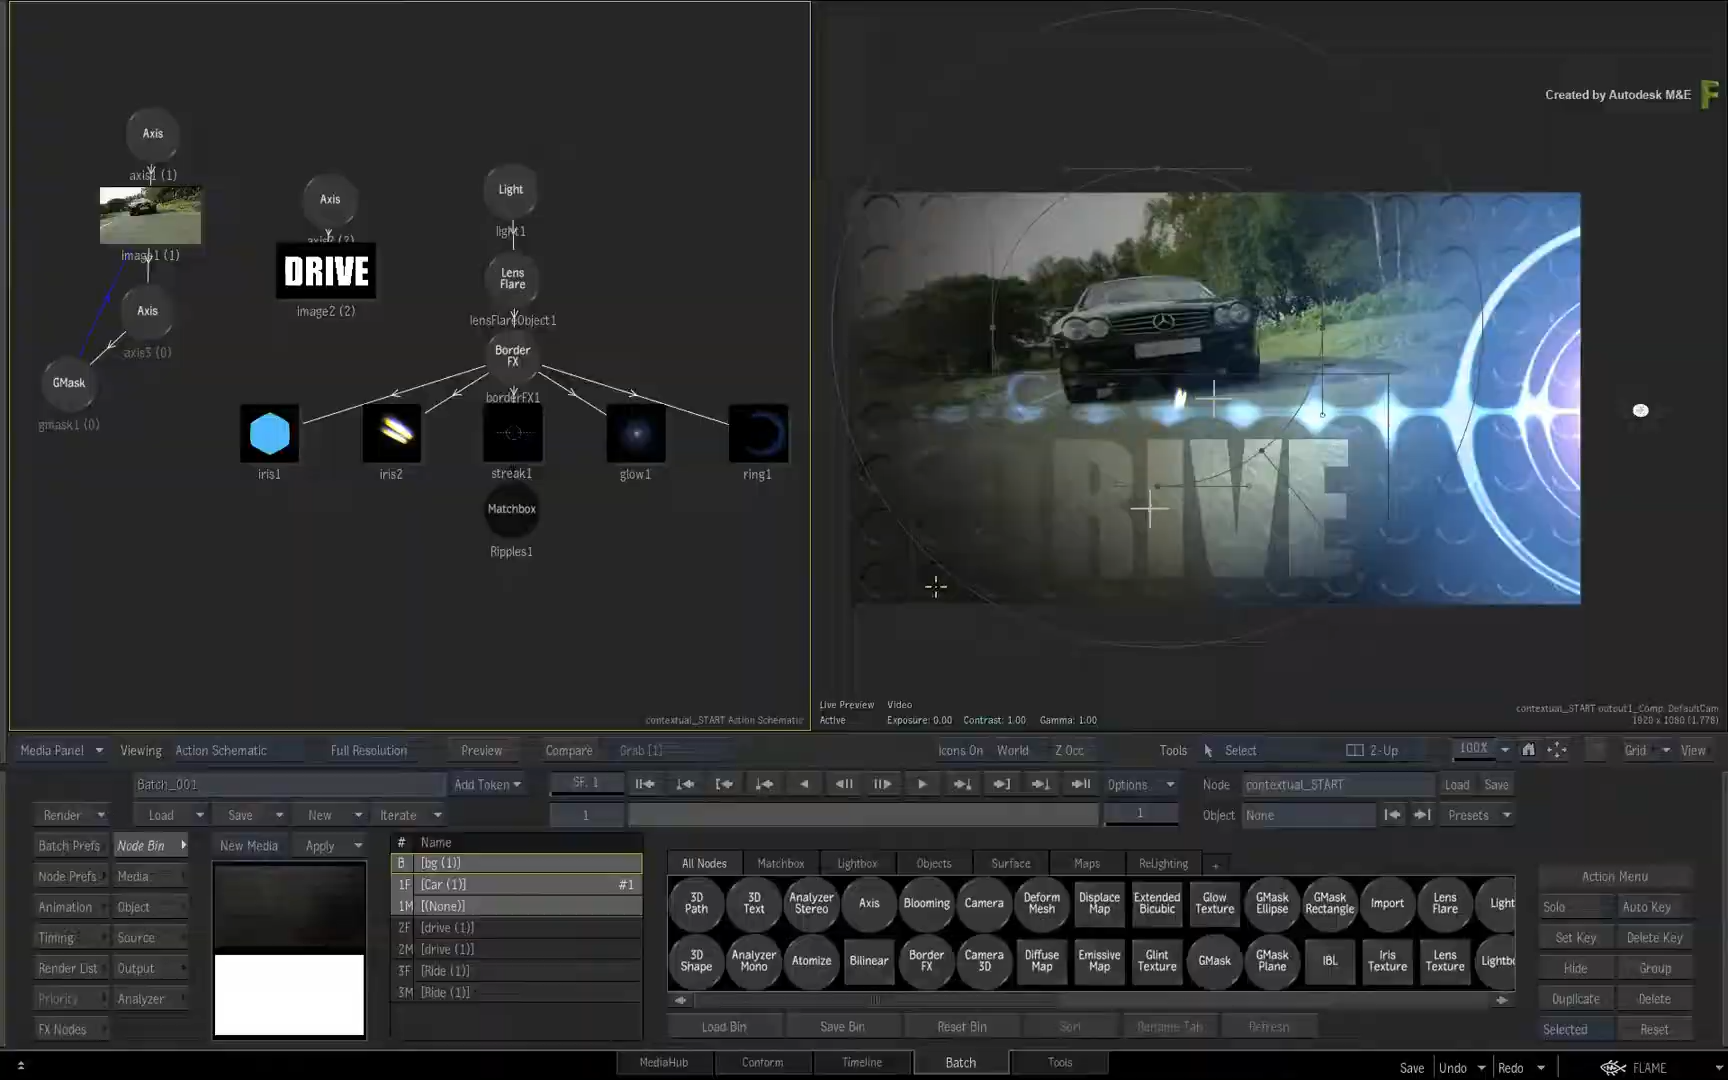 Axis
axis1 (1)
image1 (1)
Axis
axis3 (0)
GMask
gmask1 (0)
Axis
axis2 (2)
DRIVE
image2 (2)
Light
light1
Lens
Flare
lensFlareObject1
Border
FX
borderFX1
iris1
iris2
streak1
glow1
ring1
Matchbox
Ripples1
contextual_START Action Schematic
Created by Autodesk M&E
DRIVE
Live Preview Video
Active Exposure: 0.00 Contrast: 1.00 Gamma: 1.00
contextual_START output1_Comp: DefaultCam
1920 x 1080 (1.778)
Media Panel Viewing Action Schematic Full Resolution Preview Compare Grab [1] Icons On World Z Occ Tools Select 2-Up 100% Grid View
Batch_001 Add Token SF: 1 Options Node contextual_START Load Save
Render Load Save New Iterate 1 1 Object None Presets
Batch Prefs Node Bin New Media Apply
Node Prefs Media
Animation Object
Timing Source
Render List Output
Priority Analyzer
FX Nodes
# Name
B [bg (1)]
1F [Car (1)] #1
1M [(None)]
2F [drive (1)]
2M [drive (1)]
3F [Ride (1)]
3M [Ride (1)]
All Nodes Matchbox Lightbox Objects Surface Maps Relighting +
3D Path 3D Text Analyzer Stereo Axis Blooming Camera Deform Mesh Displace Map Extended Bicubic Glow Texture GMask Ellipse GMask Rectangle Import Lens Flare Light
3D Shape Analyzer Mono Atomize Bilinear Border FX Camera 3D Diffuse Map Emissive Map Glint Texture GMask GMask Plane IBL Iris Texture Lens Texture Lightbo
Load Bin Save Bin Reset Bin Sort Rename Tab Refresh
Action Menu
Solo Auto Key
Set Key Delete Key
Hide Group
Duplicate Delete
Selected Reset
MediaHub Conform Timeline Batch Tools
Save Undo Redo FLAME